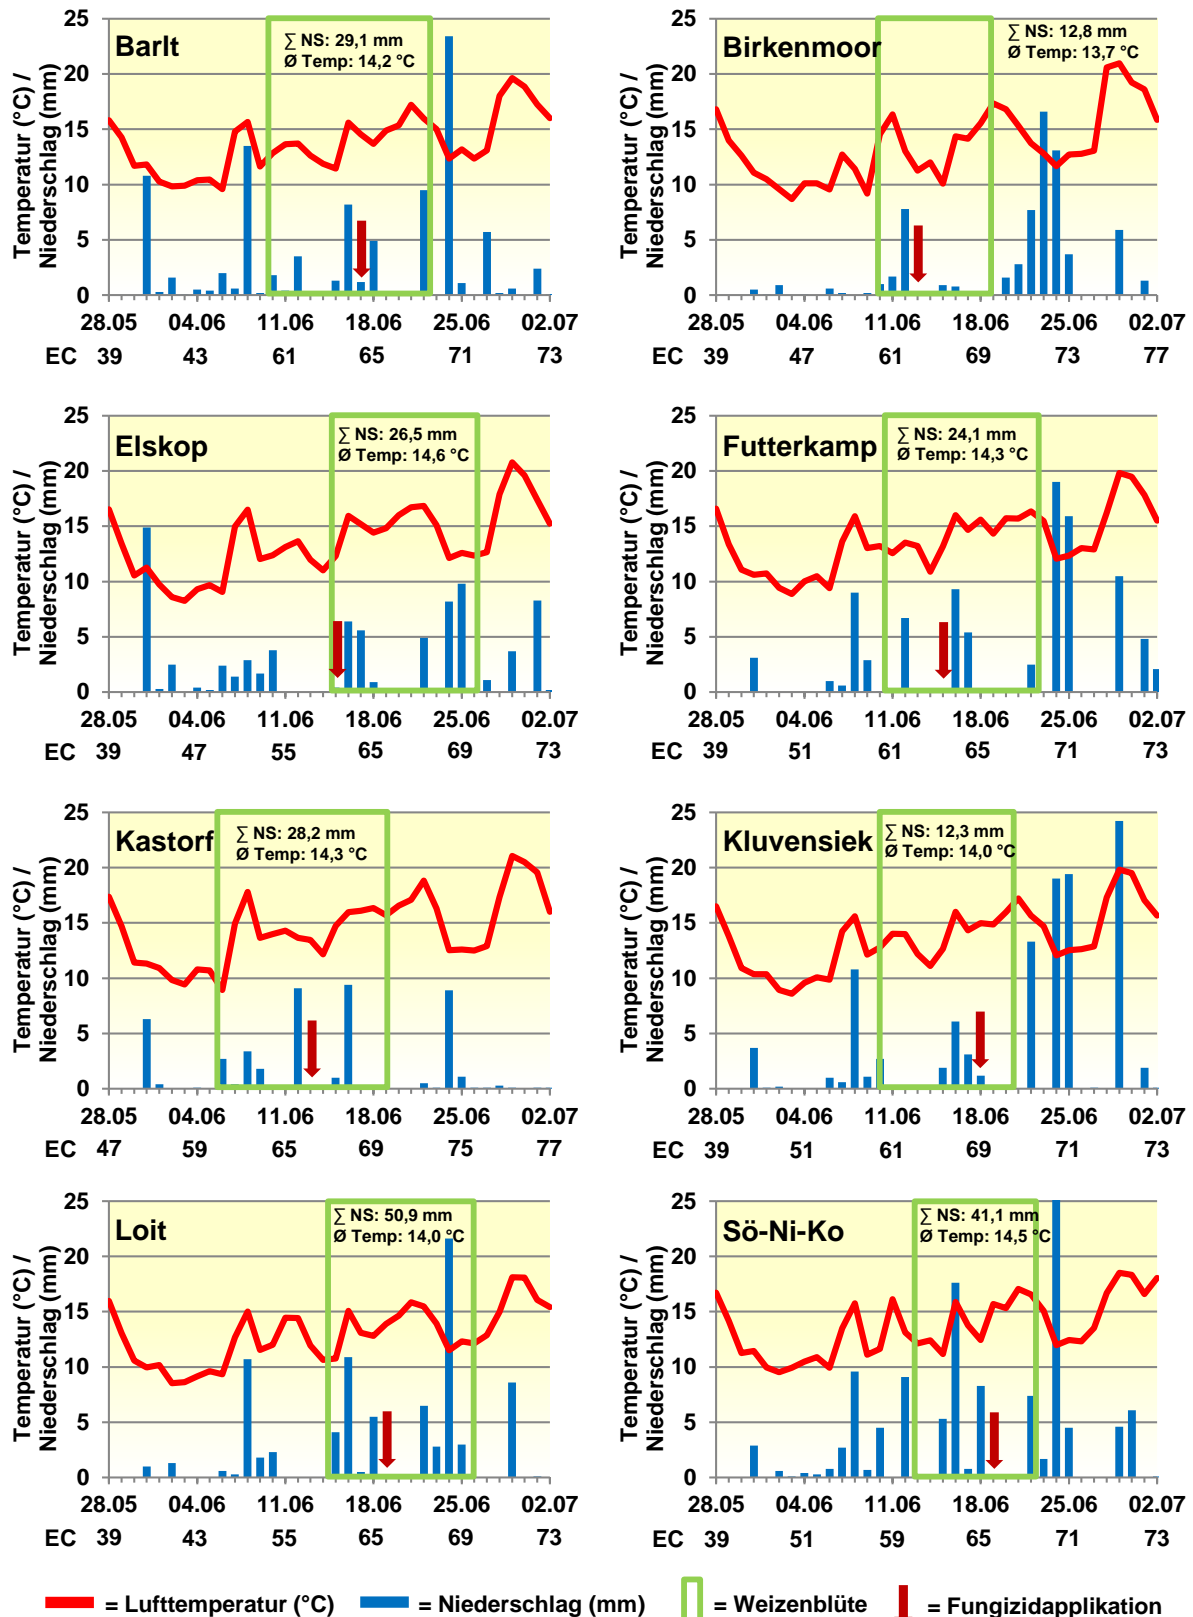 Temperatur (°C) / Niederschlag (mm)
25
20
15
10
5
0
Barlt
∑ NS: 29,1 mm
Ø Temp: 14,2 °C
28.05 04.06 11.06 18.06 25.06 02.07
EC 39 43 61 65 71 73
Temperatur (°C) / Niederschlag (mm)
25
20
15
10
5
0
Birkenmoor
∑ NS: 12,8 mm
Ø Temp: 13,7 °C
28.05 04.06 11.06 18.06 25.06 02.07
EC 39 47 61 69 73 77
Temperatur (°C) / Niederschlag (mm)
25
20
15
10
5
0
Elskop
∑ NS: 26,5 mm
Ø Temp: 14,6 °C
28.05 04.06 11.06 18.06 25.06 02.07
EC 39 47 55 65 69 73
Temperatur (°C) / Niederschlag (mm)
25
20
15
10
5
0
Futterkamp
∑ NS: 24,1 mm
Ø Temp: 14,3 °C
28.05 04.06 11.06 18.06 25.06 02.07
EC 39 51 61 65 71 73
Temperatur (°C) / Niederschlag (mm)
25
20
15
10
5
0
Kastorf
∑ NS: 28,2 mm
Ø Temp: 14,3 °C
28.05 04.06 11.06 18.06 25.06 02.07
EC 47 59 65 69 75 77
Temperatur (°C) / Niederschlag (mm)
25
20
15
10
5
0
Kluvensiek
∑ NS: 12,3 mm
Ø Temp: 14,0 °C
28.05 04.06 11.06 18.06 25.06 02.07
EC 39 51 61 69 71 73
Temperatur (°C) / Niederschlag (mm)
25
20
15
10
5
0
Loit
∑ NS: 50,9 mm
Ø Temp: 14,0 °C
28.05 04.06 11.06 18.06 25.06 02.07
EC 39 43 55 65 69 73
Temperatur (°C) / Niederschlag (mm)
25
20
15
10
5
0
Sö-Ni-Ko
∑ NS: 41,1 mm
Ø Temp: 14,5 °C
28.05 04.06 11.06 18.06 25.06 02.07
EC 39 51 59 65 71 73
= Lufttemperatur (°C) = Niederschlag (mm) = Weizenblüte = Fungizidapplikation